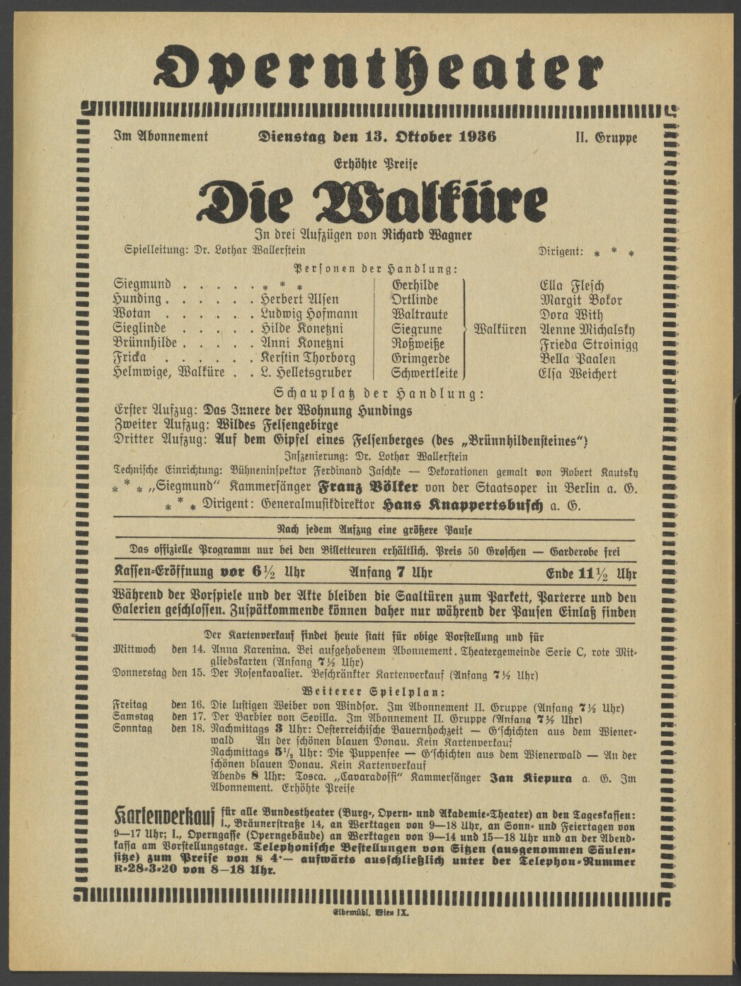 Operntheater
Im Abonnement Dienstag den 13. Oktober 1936 II. Gruppe
Erhöhte Preise
Die Walküre
In drei Aufzügen von Richard Wagner
Spielleitung: Dr. Lothar Wallerstein Dirigent: * * *
Personen der Handlung:
Siegmund . . . . . * * * Gerhilde Ella Flesch
Hunding . . . . . . Herbert Alsen Ortlinde Margit Bokor
Wotan . . . . . . Ludwig Hofmann Waltraute Dora With
Sieglinde . . . . . Hilde Konetzni Siegrune Walküren Aenne Michalsky
Brünnhilde . . . . . Anni Konetzni Roßweiße Frieda Stroinigg
Fricka . . . . . . Kerstin Thorborg Grimgerde Bella Paalen
Helmwige, Walküre . . L. Helletsgruber Schwertleite Elsa Weichert
Schauplatz der Handlung:
Erster Aufzug: Das Innere der Wohnung Hundings
Zweiter Aufzug: Wildes Felsengebirge
Dritter Aufzug: Auf dem Gipfel eines Felsenberges (des „Brünnhildensteines“)
Inszenierung: Dr. Lothar Wallerstein
Technische Einrichtung: Bühneninspektor Ferdinand Jaschke — Dekorationen gemalt von Robert Kautsky
* * * „Siegmund“ Kammersänger Franz Völker von der Staatsoper in Berlin a. G.
* * * Dirigent: Generalmusikdirektor Hans Knappertsbusch a. G.
Nach jedem Aufzug eine größere Pause
Das offizielle Programm nur bei den Billetteuren erhältlich. Preis 50 Groschen — Garderobe frei
Kassen-Eröffnung vor 6½ Uhr Anfang 7 Uhr Ende 11½ Uhr
Während der Vorspiele und der Akte bleiben die Saaltüren zum Parkett, Parterre und den
Galerien geschlossen. Zuspätkommende können daher nur während der Pausen Einlaß finden
Der Kartenverkauf findet heute statt für obige Vorstellung und für
Mittwoch den 14. Anna Karenina. Bei aufgehobenem Abonnement. Theatergemeinde Serie C, rote Mit-
gliedskarten (Anfang 7½ Uhr)
Donnerstag den 15. Der Rosenkavalier. Beschränkter Kartenverkauf (Anfang 7½ Uhr)
Weiterer Spielplan:
Freitag den 16. Die lustigen Weiber von Windsor. Im Abonnement II. Gruppe (Anfang 7½ Uhr)
Samstag den 17. Der Barbier von Sevilla. Im Abonnement II. Gruppe (Anfang 7½ Uhr)
Sonntag den 18. Nachmittags 3 Uhr: Oesterreichische Bauernhochzeit — G'schichten aus dem Wiener-
wald An der schönen blauen Donau. Kein Kartenverkauf
Nachmittags 5½ Uhr: Die Puppenfee — G'schichten aus dem Wienerwald — An der
schönen blauen Donau. Kein Kartenverkauf
Abends 8 Uhr: Tosca. „Cavaradossi“ Kammersänger Jan Kiepura a. G. Im
Abonnement. Erhöhte Preise
Kartenverkauf für alle Bundestheater (Burg-, Opern- und Akademie-Theater) an den Tageskassen:
I., Bräunerstraße 14, an Werktagen von 9—18 Uhr, an Sonn- und Feiertagen von
9—17 Uhr; I., Operngasse (Operngebäude) an Werktagen von 9—14 und 15—18 Uhr und an der Abend-
kassa am Vorstellungstage. Telephonische Bestellungen von Sitzen (ausgenommen Säulen-
sitze) zum Preise von S 4·— aufwärts ausschließlich unter der Telephon-Nummer
R-28-3-20 von 8—18 Uhr.
Elbemühl, Wien IX.